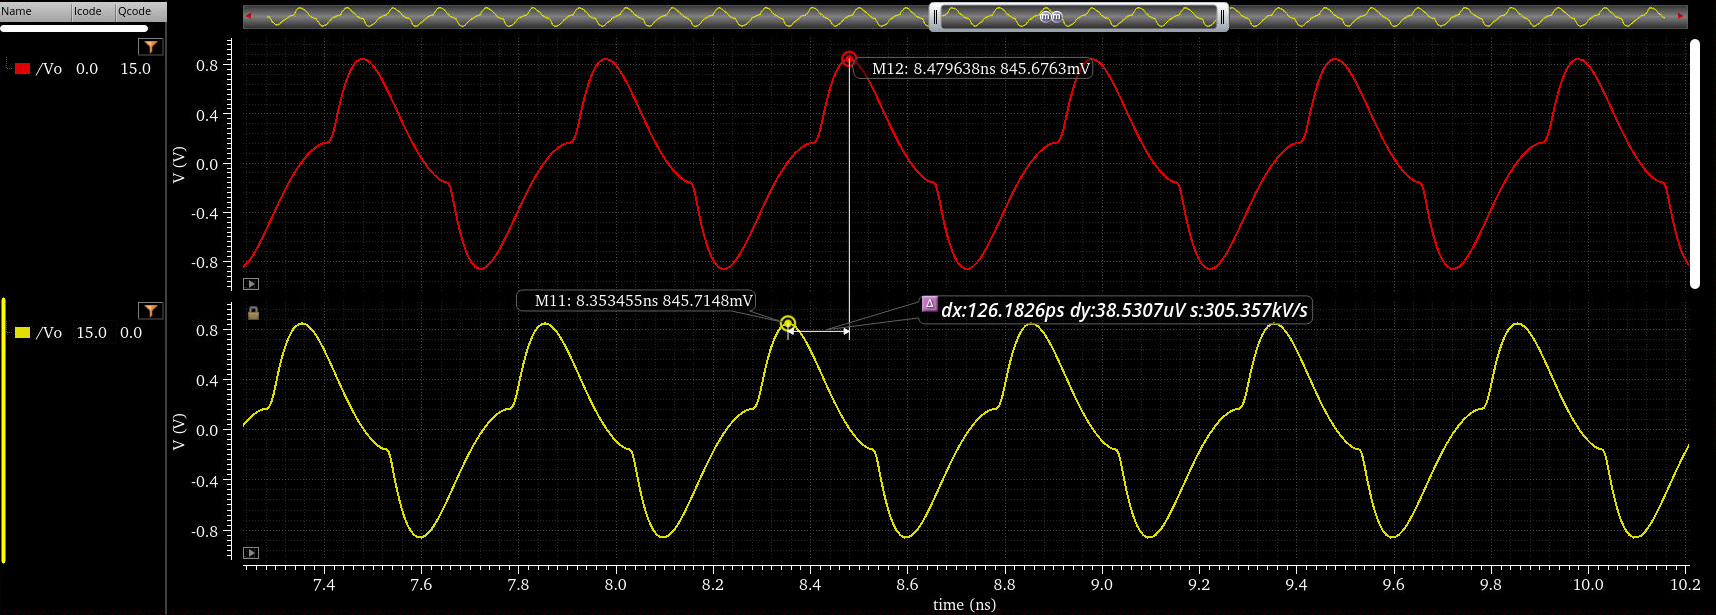 Name Icode Qcode
/Vo 0.0 15.0
/Vo 15.0 0.0
mm
V (V)
0.8
0.4
0.0
-0.4
-0.8
M12: 8.479638ns 845.6763mV
M11: 8.353455ns 845.7148mV
Δ dx:126.1826ps dy:38.5307uV s:305.357kV/s
V (V)
0.8
0.4
0.0
-0.4
-0.8
7.4 7.6 7.8 8.0 8.2 8.4 8.6 8.8 9.0 9.2 9.4 9.6 9.8 10.0 10.2
time (ns)